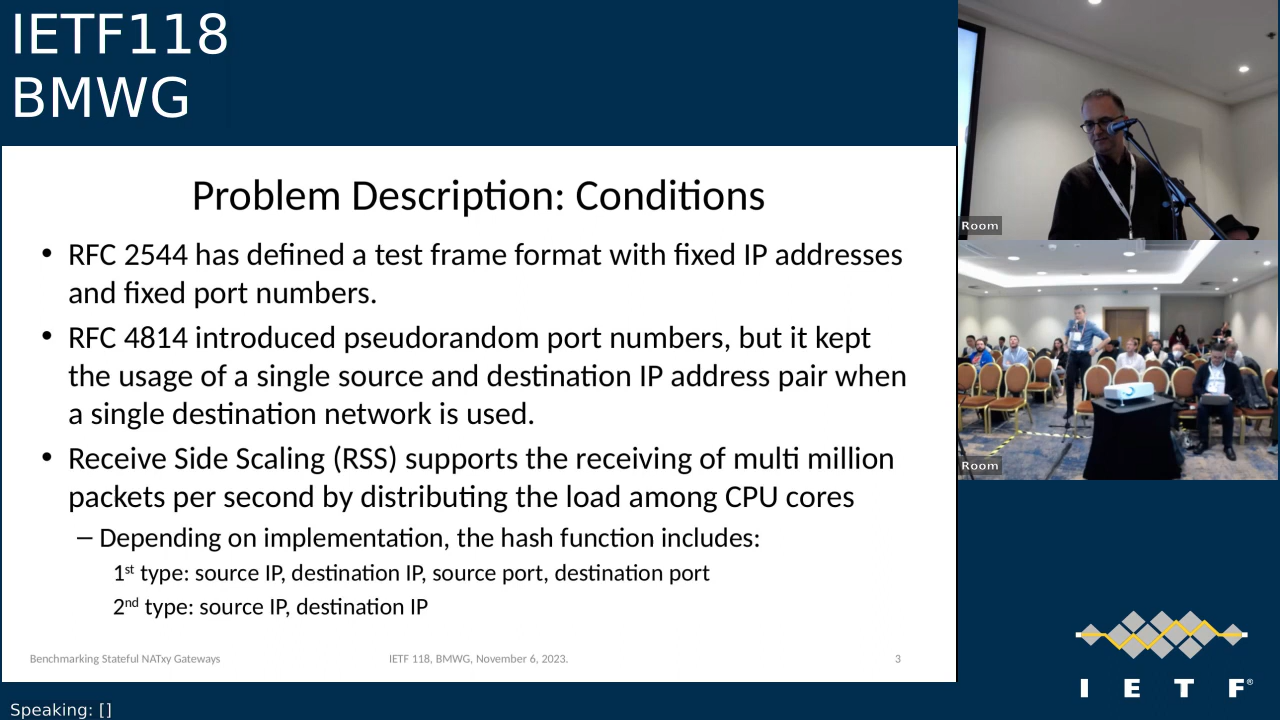 IETF118
BMWG
Problem Description: Conditions
• RFC 2544 has defined a test frame format with fixed IP addresses
and fixed port numbers.
• RFC 4814 introduced pseudorandom port numbers, but it kept
the usage of a single source and destination IP address pair when
a single destination network is used.
• Receive Side Scaling (RSS) supports the receiving of multi million
packets per second by distributing the load among CPU cores
– Depending on implementation, the hash function includes:
1st type: source IP, destination IP, source port, destination port
2nd type: source IP, destination IP
Benchmarking Stateful NATxy Gateways
IETF 118, BMWG, November 6, 2023.
3
Room
Room
I E T F®
Speaking: []